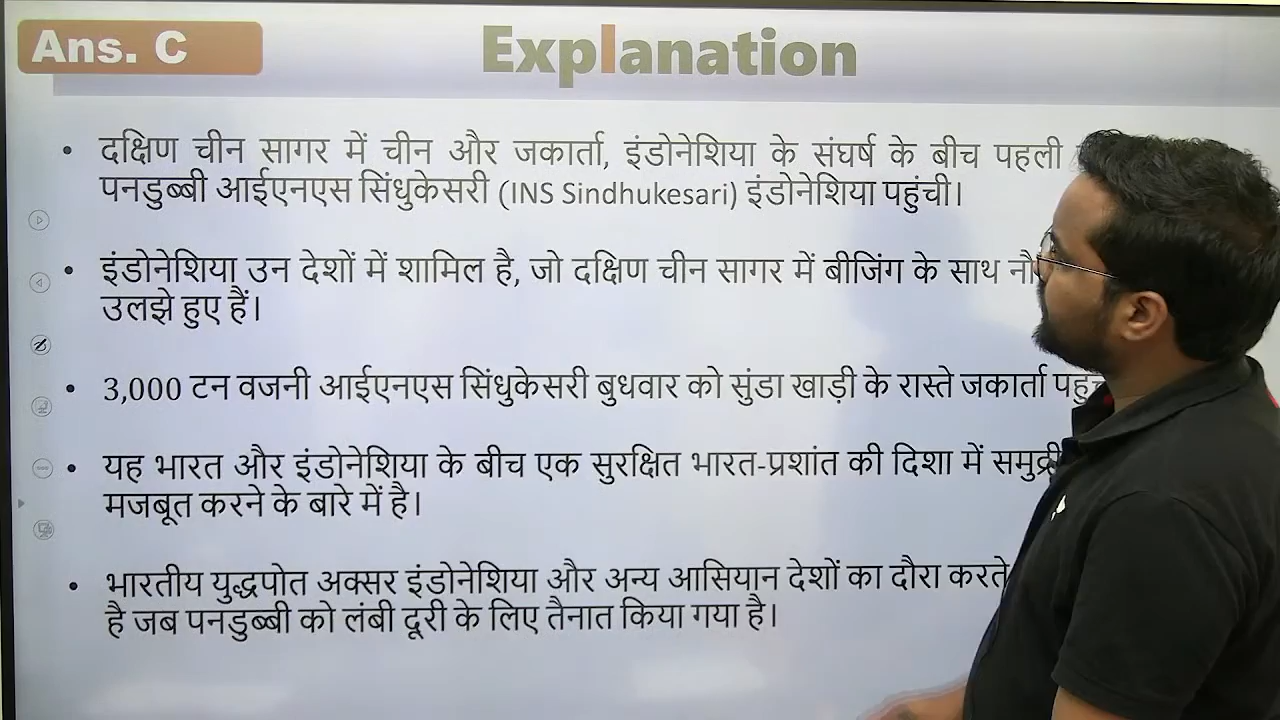 Ans. C
Explanation
• दक्षिण चीन सागर में चीन और जकार्ता, इंडोनेशिया के संघर्ष के बीच पहली
पनडुब्बी आईएनएस सिंधुकेसरी (INS Sindhukesari) इंडोनेशिया पहुंची।
• इंडोनेशिया उन देशों में शामिल है, जो दक्षिण चीन सागर में बीजिंग के साथ
उलझे हुए हैं।
• 3,000 टन वजनी आईएनएस सिंधुकेसरी बुधवार को सुंडा खाड़ी के रास्ते जकार्ता
• यह भारत और इंडोनेशिया के बीच एक सुरक्षित भारत-प्रशांत की दिशा में
मजबूत करने के बारे में है।
• भारतीय युद्धपोत अक्सर इंडोनेशिया और अन्य आसियान देशों का दौरा करते
है जब पनडुब्बी को लंबी दूरी के लिए तैनात किया गया है।